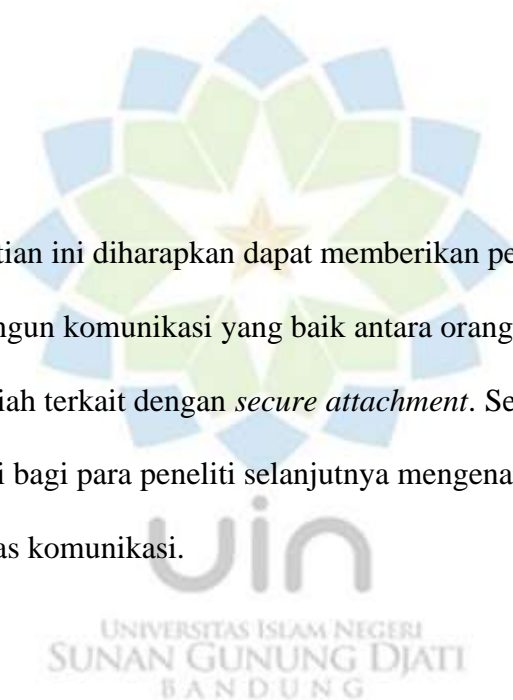 tian ini diharapkan dapat memberikan pe
ngun komunikasi yang baik antara orang
iah terkait dengan secure attachment. Se
i bagi para peneliti selanjutnya mengena
as komunikasi.
uin
UNIVERSITAS ISLAM NEGERI
SUNAN GUNUNG DJATI
BANDUNG